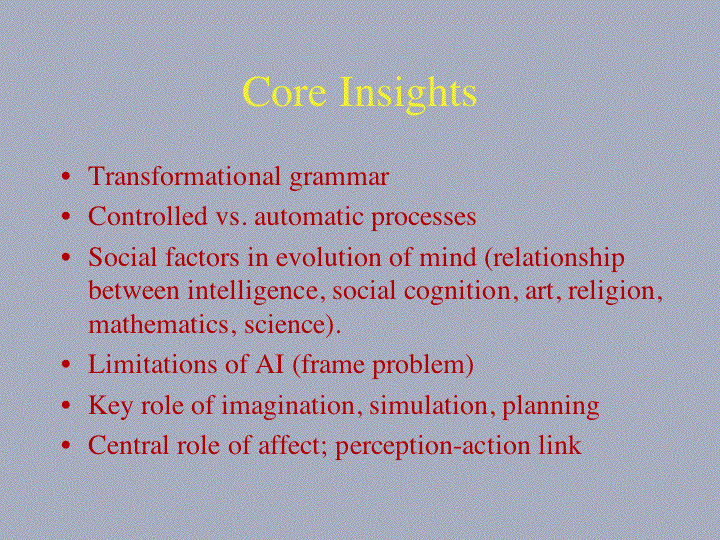 Core Insights
• Transformational grammar
• Controlled vs. automatic processes
• Social factors in evolution of mind (relationship
between intelligence, social cognition, art, religion,
mathematics, science).
• Limitations of AI (frame problem)
• Key role of imagination, simulation, planning
• Central role of affect; perception-action link